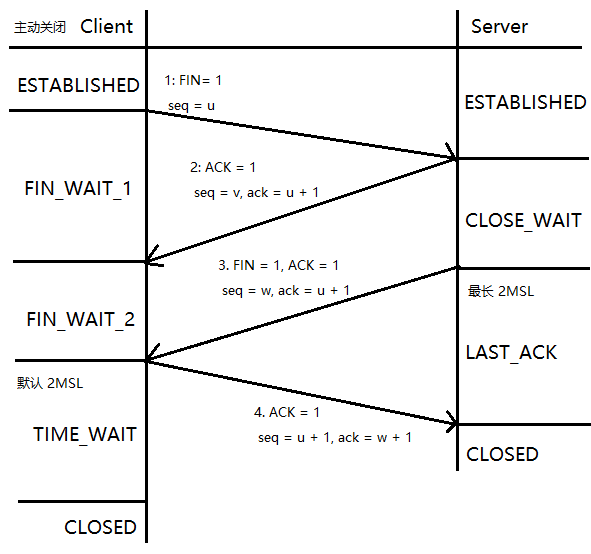 主动关闭 Client
Server
ESTABLISHED
1: FIN= 1
seq = u
ESTABLISHED
2: ACK = 1
seq = v, ack = u + 1
FIN_WAIT_1
CLOSE_WAIT
3. FIN = 1, ACK = 1
seq = w, ack = u + 1
最长 2MSL
FIN_WAIT_2
LAST_ACK
默认 2MSL
4. ACK = 1
seq = u + 1, ack = w + 1
TIME_WAIT
CLOSED
CLOSED